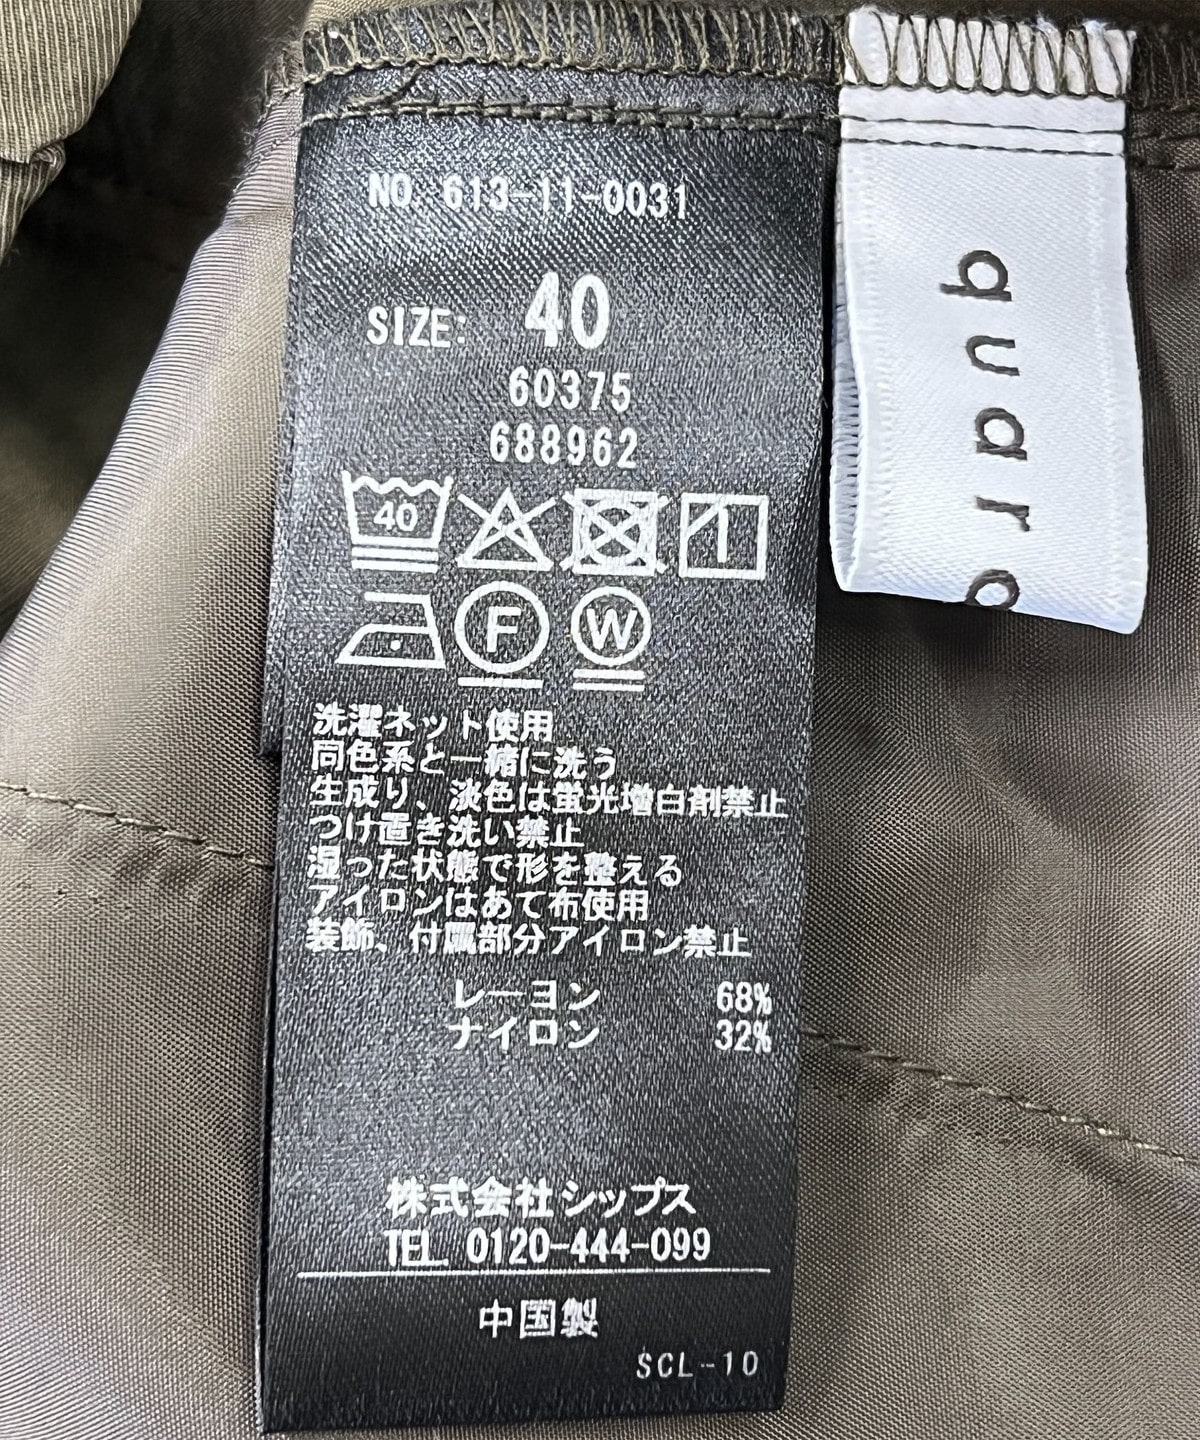 NO. 613-11-0031
SIZE: 40
60375
688962
40
1
F
W
洗濯ネット使用
同色系と一緒に洗う
生成り、淡色は蛍光増白剤禁止
つけ置き洗い禁止
湿った状態で形を整える
アイロンはあて布使用
装飾、付属部分アイロン禁止
レーヨン 68%
ナイロン 32%
株式会社シップス
TEL. 0120-444-099
中国製
SCL-10
quar